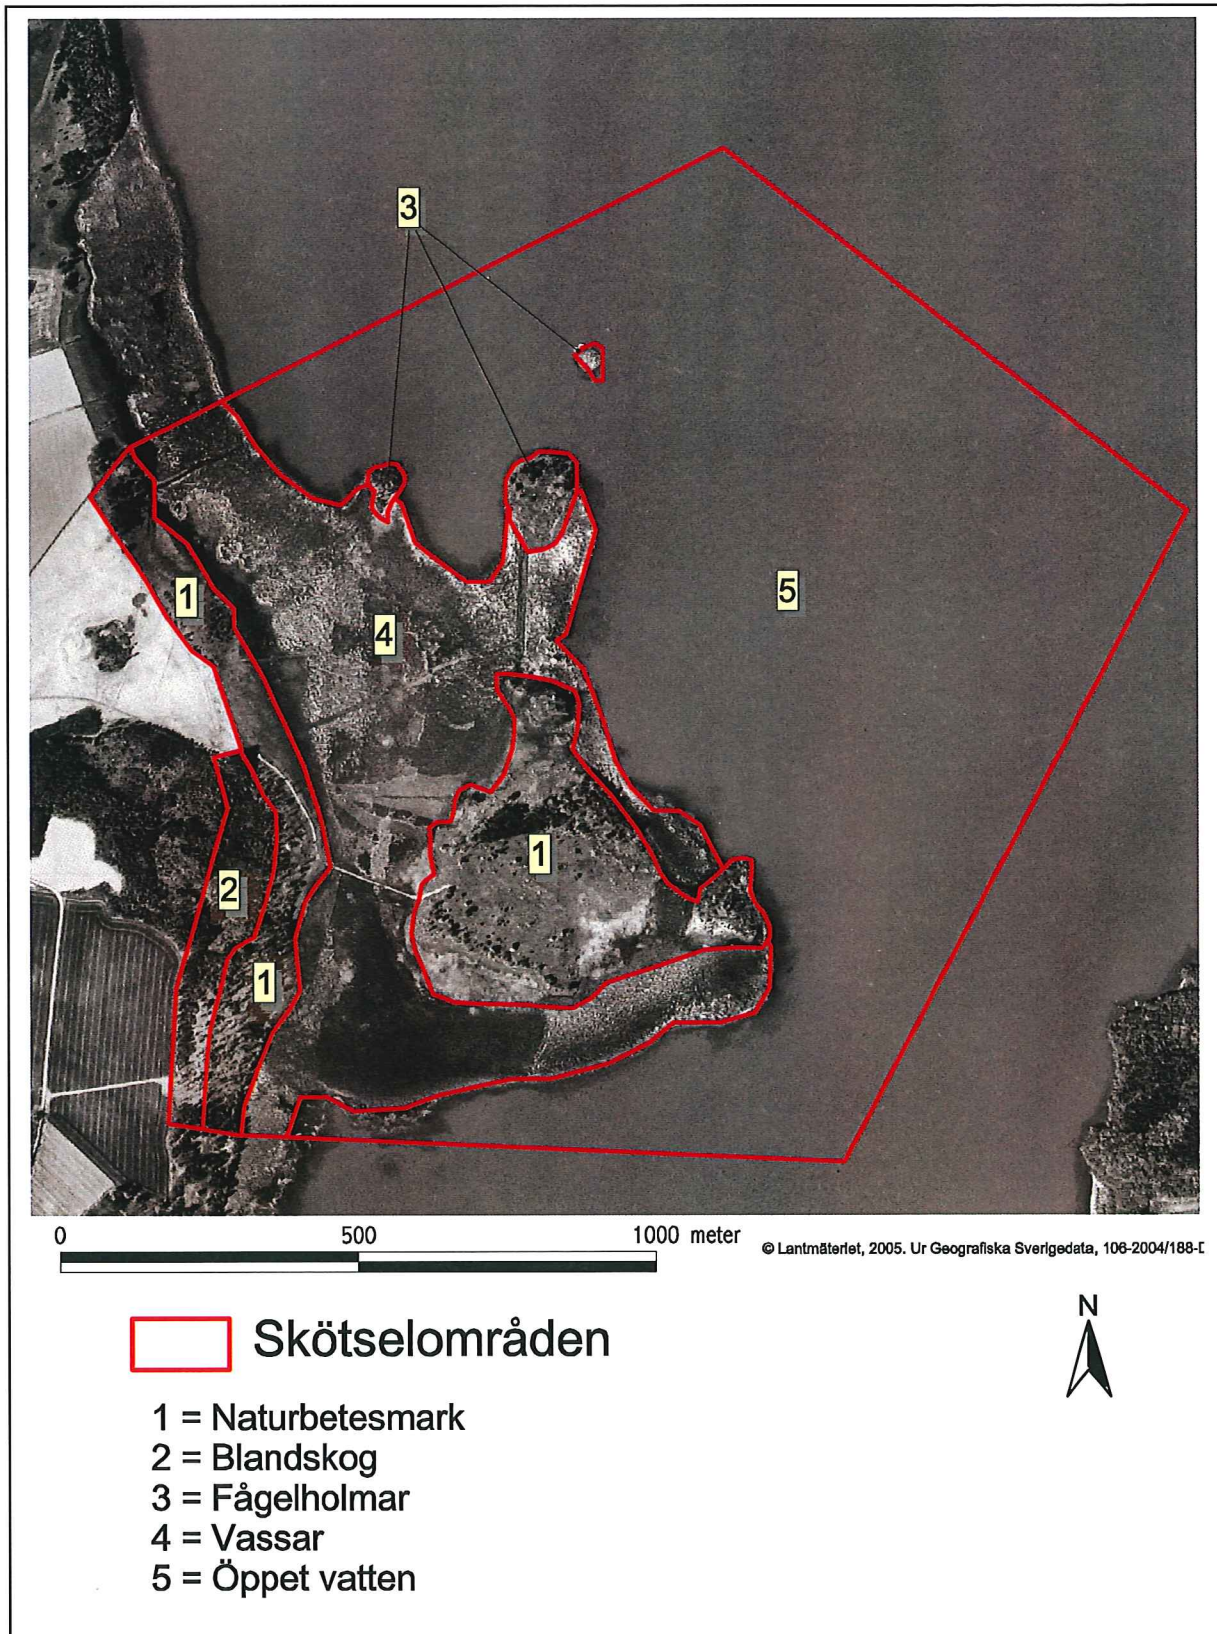 3
1
5
4
1
2
1
0 500 1000 meter
© Lantmäteriet, 2005. Ur Geografiska Sverigedata, 106-2004/188-
N
Skötselområden
1 = Naturbetesmark
2 = Blandskog
3 = Fågelholmar
4 = Vassar
5 = Öppet vatten